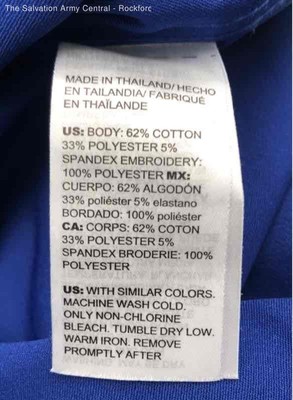 The Salvation Army Central - Rockford
MADE IN THAILAND/ HECHO
EN TAILANDIA/ FABRIQUÉ
EN THAÏLANDE
US: BODY: 62% COTTON
33% POLYESTER 5%
SPANDEX EMBROIDERY:
100% POLYESTER MX:
CUERPO: 62% ALGODÓN
33% poliéster 5% elastano
BORDADO: 100% poliéster
CA: CORPS: 62% COTON
33% POLYESTER 5%
SPANDEX BRODERIE: 100%
POLYESTER
US: WITH SIMILAR COLORS.
MACHINE WASH COLD.
ONLY NON-CHLORINE
BLEACH. TUMBLE DRY LOW.
WARM IRON. REMOVE
PROMPTLY AFTER